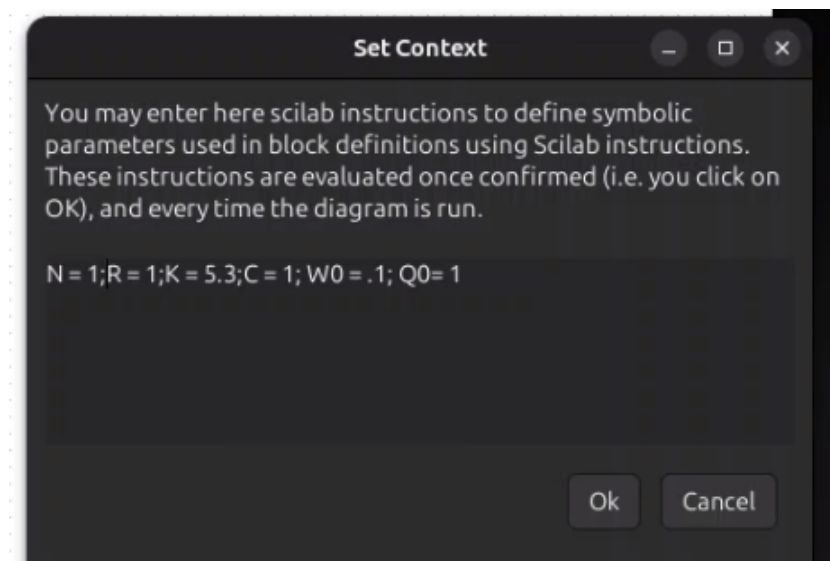 Set Context
You may enter here scilab instructions to define symbolic
parameters used in block definitions using Scilab instructions.
These instructions are evaluated once confirmed (i.e. you click on
OK), and every time the diagram is run.
N = 1;R = 1;K = 5.3;C = 1; W0 = .1; Q0= 1
Ok Cancel